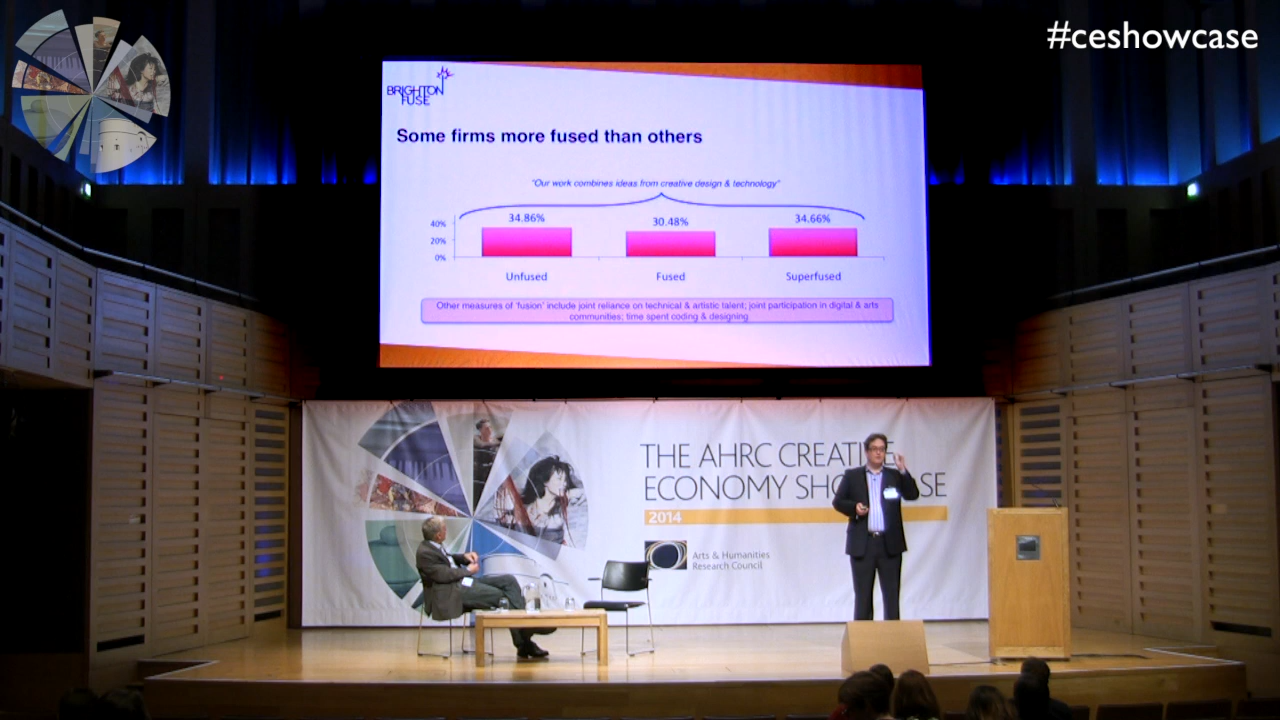 #ceshowcase
BRIGHTON
FUSE
Some firms more fused than others
"Our work combines ideas from creative design & technology"
40%
20%
0%
34.86%
30.48%
34.66%
Unfused
Fused
Superfused
Other measures of 'fusion' include joint reliance on technical & artistic talent; joint participation in digital & arts
communities; time spent coding & designing
THE AHRC CREATIVE
ECONOMY SHOWCASE
2014
Arts & Humanities
Research Council